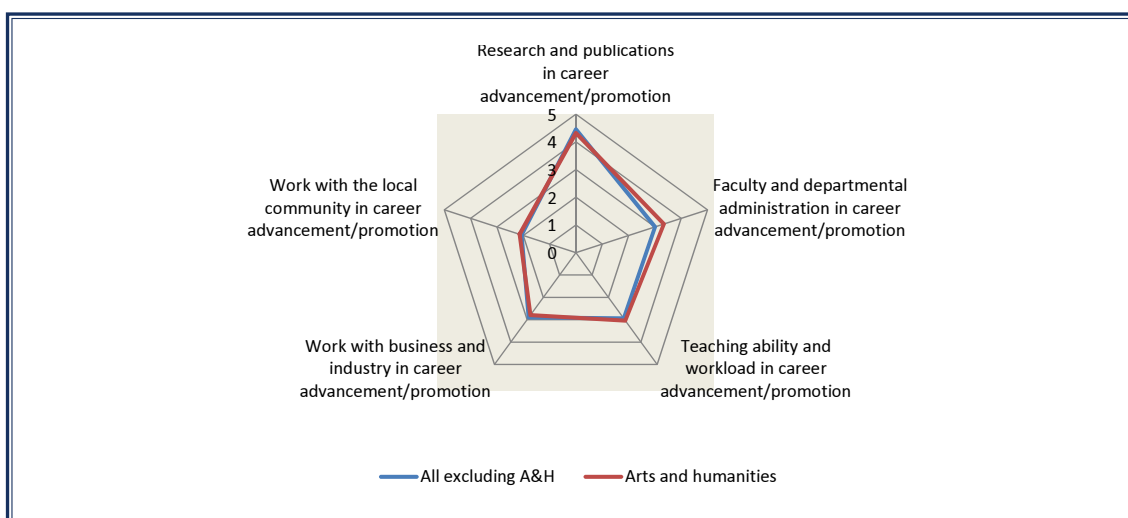 Research and publications
in career
advancement/promotion
5
4
3
2
1
0
Faculty and departmental
administration in career
advancement/promotion
Teaching ability and
workload in career
advancement/promotion
Work with business and
industry in career
advancement/promotion
Work with the local
community in career
advancement/promotion
All excluding A&H
Arts and humanities